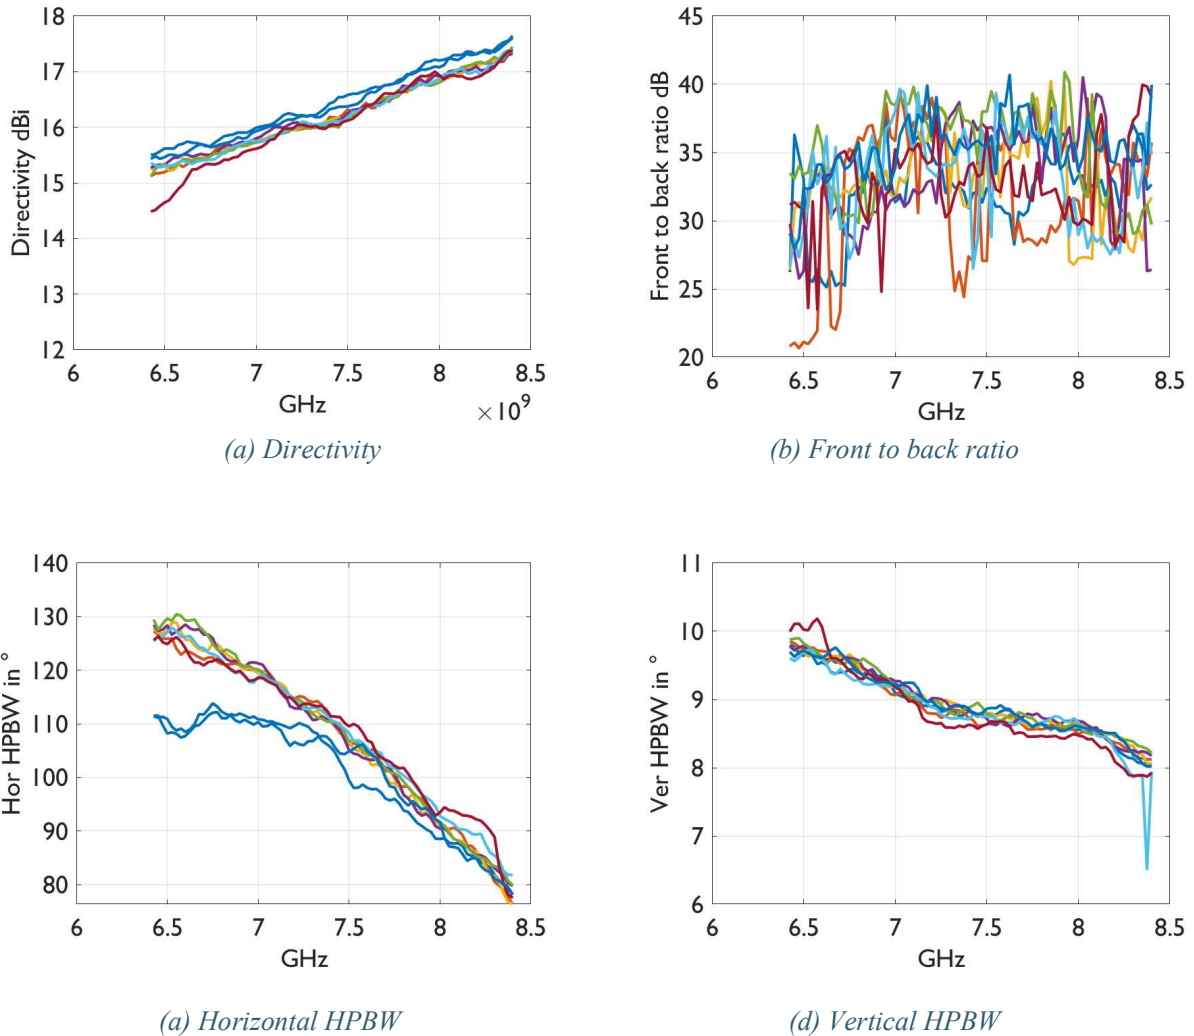 18
17
16
15
14
13
12
Directivity dBi
6 6.5 7 7.5 8 8.5
GHz
×10⁹
(a) Directivity
45
40
35
30
25
20
Front to back ratio dB
6 6.5 7 7.5 8 8.5
GHz
(b) Front to back ratio
140
130
120
110
100
90
80
Hor HPBW in °
6 6.5 7 7.5 8 8.5
GHz
(a) Horizontal HPBW
11
10
9
8
7
6
Ver HPBW in °
6 6.5 7 7.5 8 8.5
GHz
(d) Vertical HPBW